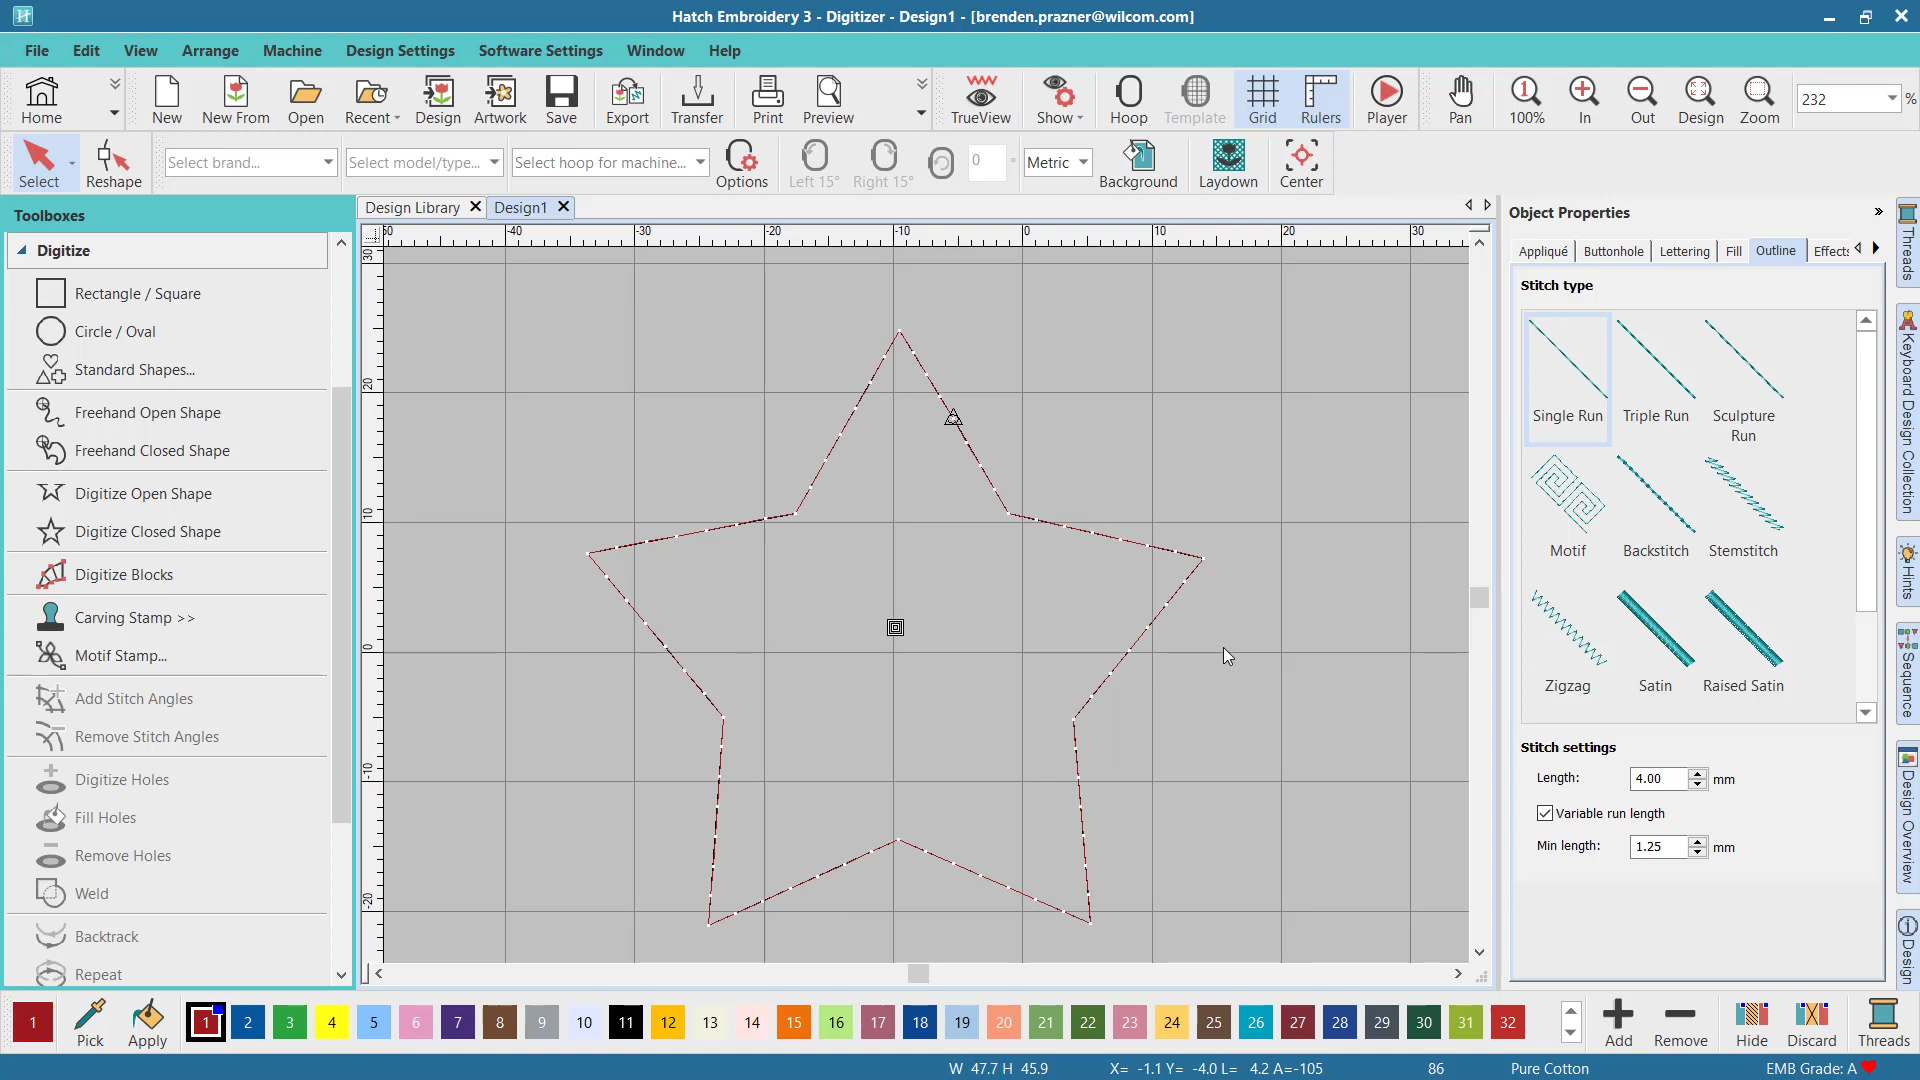 Hatch Embroidery 3 - Digitizer - Design1 - [brenden.prazner@wilcom.com]
File Edit View Arrange Machine Design Settings Software Settings Window Help
Home New New From Open Recent Design Artwork Save Export Transfer Print Preview TrueView Show Hoop Template Grid Rulers Player Pan 100% In Out Design Zoom 232 %
1
Select Reshape Select brand... Select model/type... Select hoop for machine... Options Left 15° Right 15° 0 ° Metric Background Laydown Center
Toolboxes
Digitize
Rectangle / Square
Circle / Oval
Standard Shapes...
Freehand Open Shape
Freehand Closed Shape
Digitize Open Shape
Digitize Closed Shape
Digitize Blocks
Carving Stamp >>
Motif Stamp...
Add Stitch Angles
Remove Stitch Angles
Digitize Holes
Fill Holes
Remove Holes
Weld
Backtrack
Repeat
Design Library Design1
50 -40 -30 -20 -10 0 10 20 30
30
20
10
0
-10
-20
Object Properties
Appliqué Buttonhole Lettering Fill Outline Effects
Stitch type
Single Run Triple Run Sculpture Run
Motif Backstitch Stemstitch
Zigzag Satin Raised Satin
Stitch settings
Length: 4.00 mm
Variable run length
Min length: 1.25 mm
Threads
Keyboard Design Collection
Hints
Sequence
Design Overview
Design
1 Pick Apply 1 2 3 4 5 6 7 8 9 10 11 12 13 14 15 16 17 18 19 20 21 22 23 24 25 26 27 28 29 30 31 32 Add Remove Hide Discard Threads
W 47.7 H 45.9 X= -1.1 Y= -4.0 L= 4.2 A=-105 86 Pure Cotton EMB Grade: A